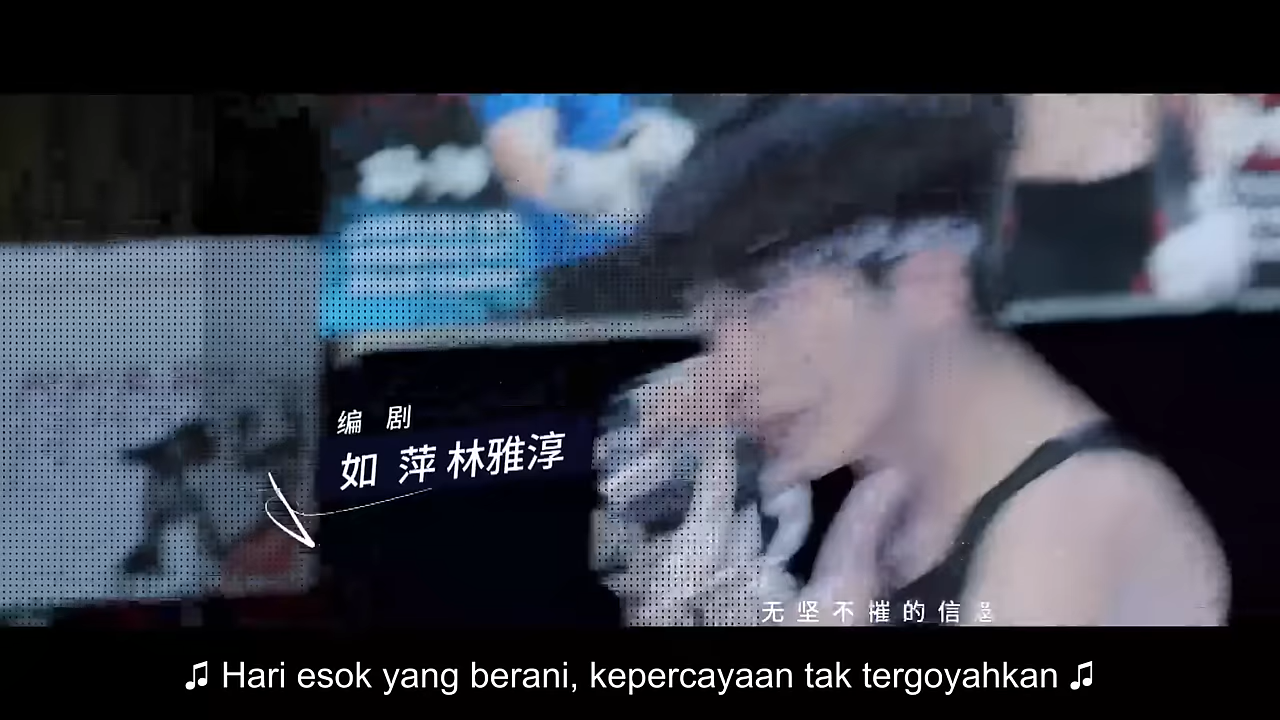 编 剧
如 萍 林雅淳
无坚不摧的信
♫ Hari esok yang berani, kepercayaan tak tergoyahkan ♫